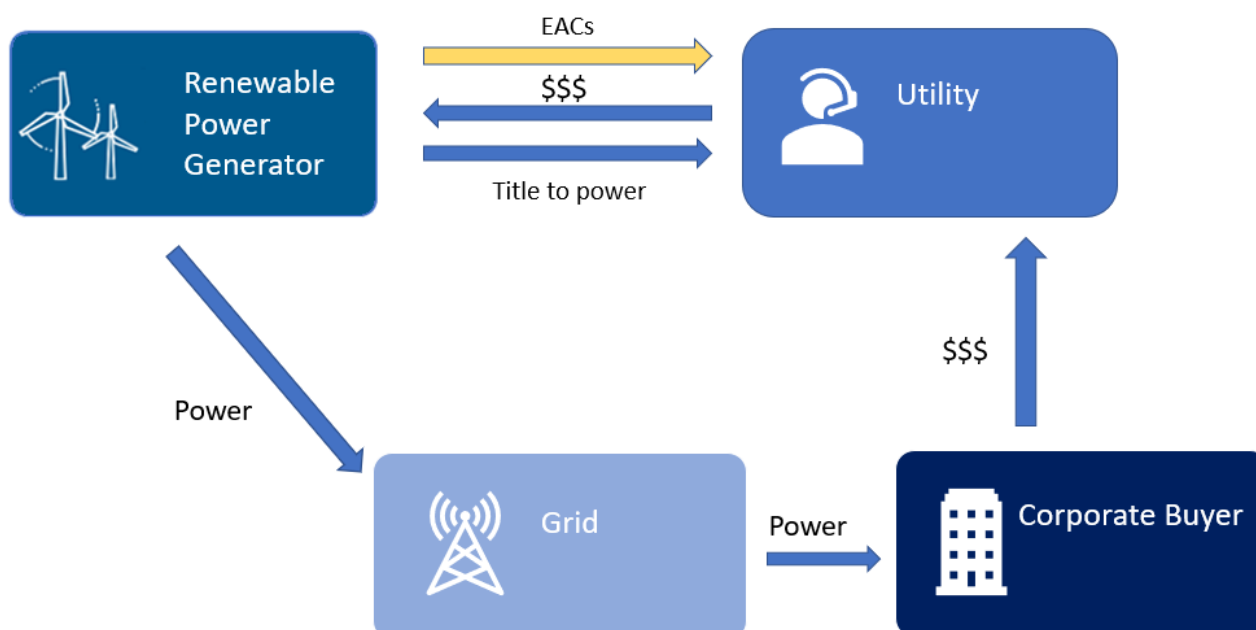 EACs
Renewable
Power
Generator
$$$
Utility
Title to power
$$$
Power
Grid
Power
Corporate Buyer